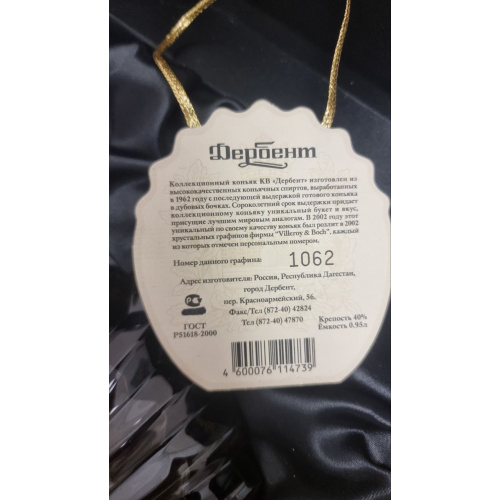 Дербент
Коллекционный коньяк КВ «Дербент» изготовлен из
высококачественных коньячных спиртов, выработанных
в 1962 году с последующей выдержкой готового коньяка
в дубовых бочках. Сороколетний срок выдержки придает
коллекционному коньяку уникальный букет и вкус,
присущие лучшим мировым аналогам. В 2002 году этот
уникальный по своему качеству коньяк был розлит в 2002
хрустальных графинов фирмы "Villeroy & Boch", каждый
из которых отмечен персональным номером.
Номер данного графина: 1062
Адрес изготовителя: Россия, Республика Дагестан,
город Дербент,
пер. Красноармейский, 56,
Факс/Тел (872-40) 42824
Тел (872-40) 47870
ГОСТ
Р51618-2000
Крепость 40%
Ёмкость 0.95л
4 600076 114739